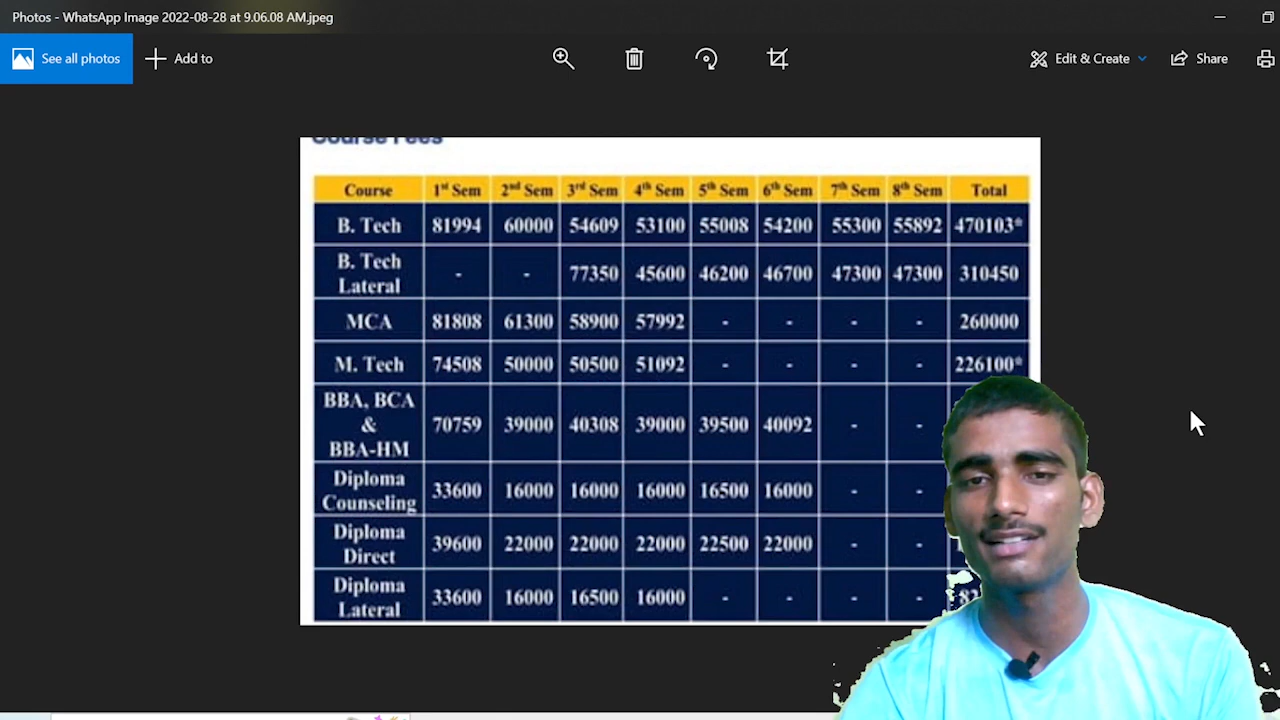 Photos - WhatsApp Image 2022-08-28 at 9.06.08 AM.jpeg
See all photos Add to Edit & Create Share
Course Fees
Course 1st Sem 2nd Sem 3rd Sem 4th Sem 5th Sem 6th Sem 7th Sem 8th Sem Total
B. Tech 81994 60000 54609 53100 55008 54200 55300 55892 470103*
B. Tech
Lateral - - 77350 45600 46200 46700 47300 47300 310450
MCA 81808 61300 58900 57992 - - - - 260000
M. Tech 74508 50000 50500 51092 - - - - 226100*
BBA, BCA
& 70759 39000 40308 39000 39500 40092 - -
BBA-HM
Diploma
Counseling 33600 16000 16000 16000 16500 16000 - -
Diploma
Direct 39600 22000 22000 22000 22500 22000 - -
Diploma
Lateral 33600 16000 16500 16000 - - - -